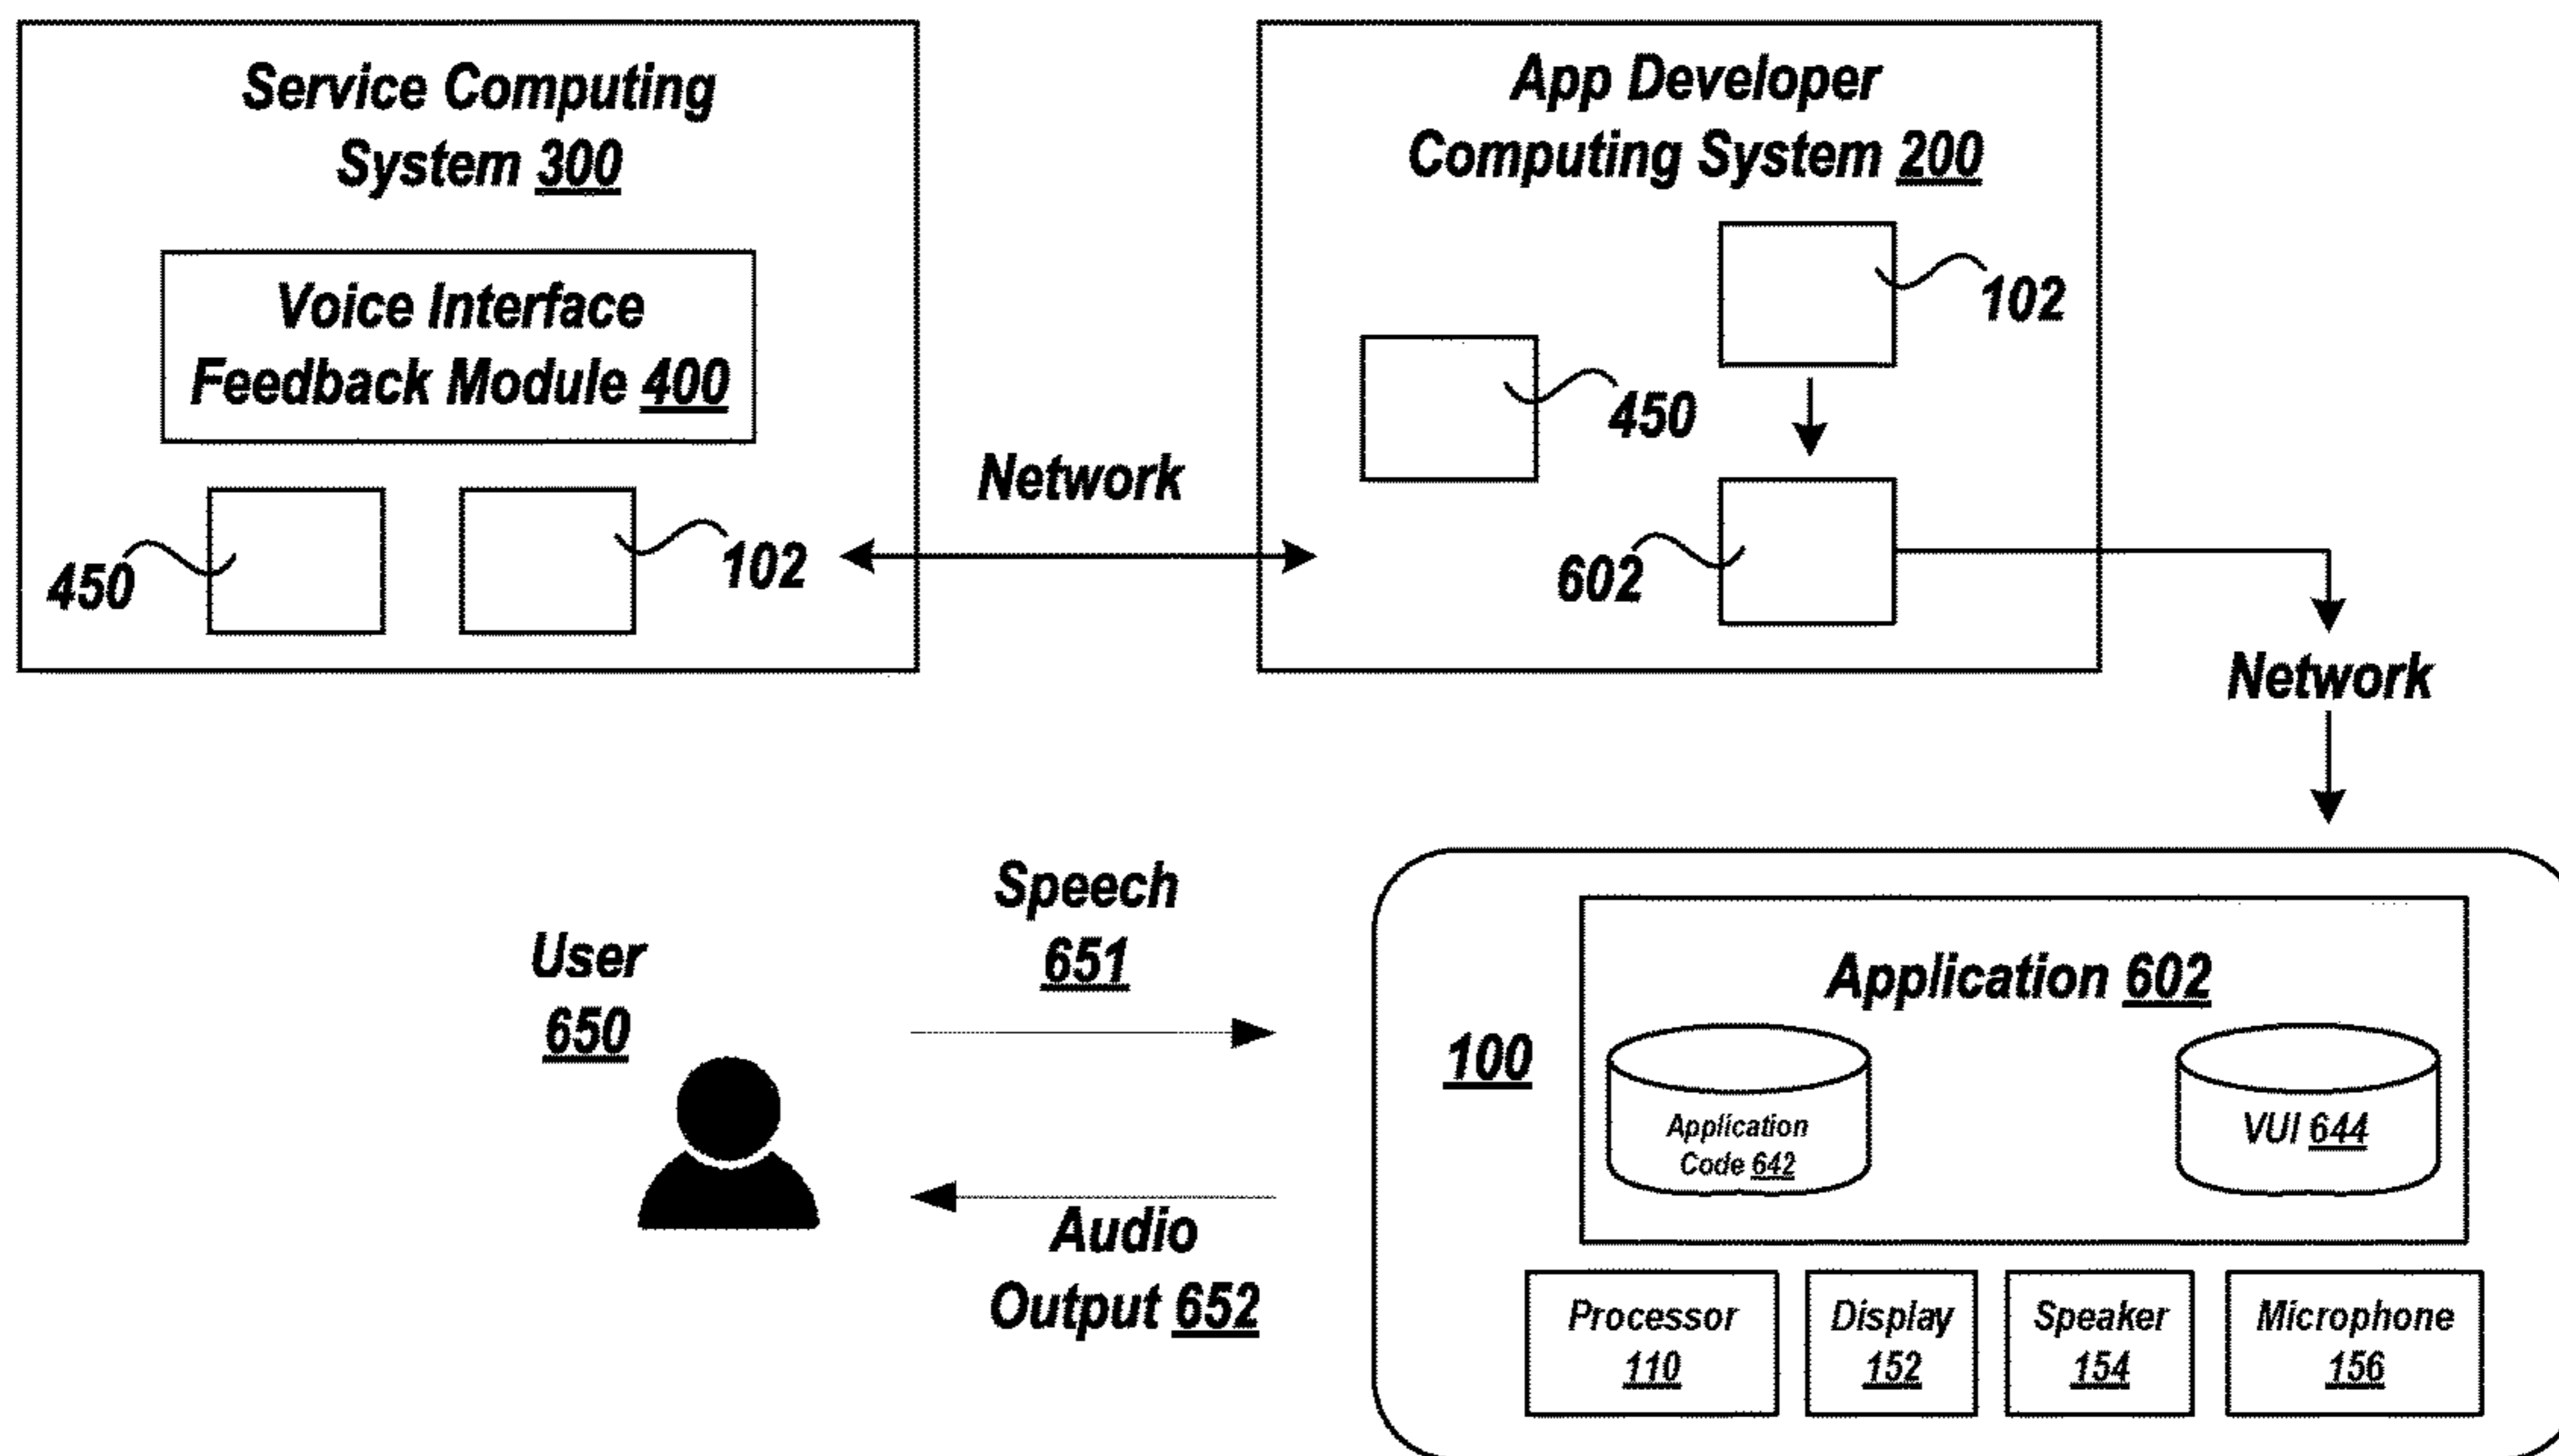 Service Computing
System 300
Voice Interface
Feedback Module 400
450
102
Network
App Developer
Computing System 200
102
450
602
Network
User
650
Speech
651
Audio
Output 652
100
Application 602
Application
Code 642
VUI 644
Processor
110
Display
152
Speaker
154
Microphone
156